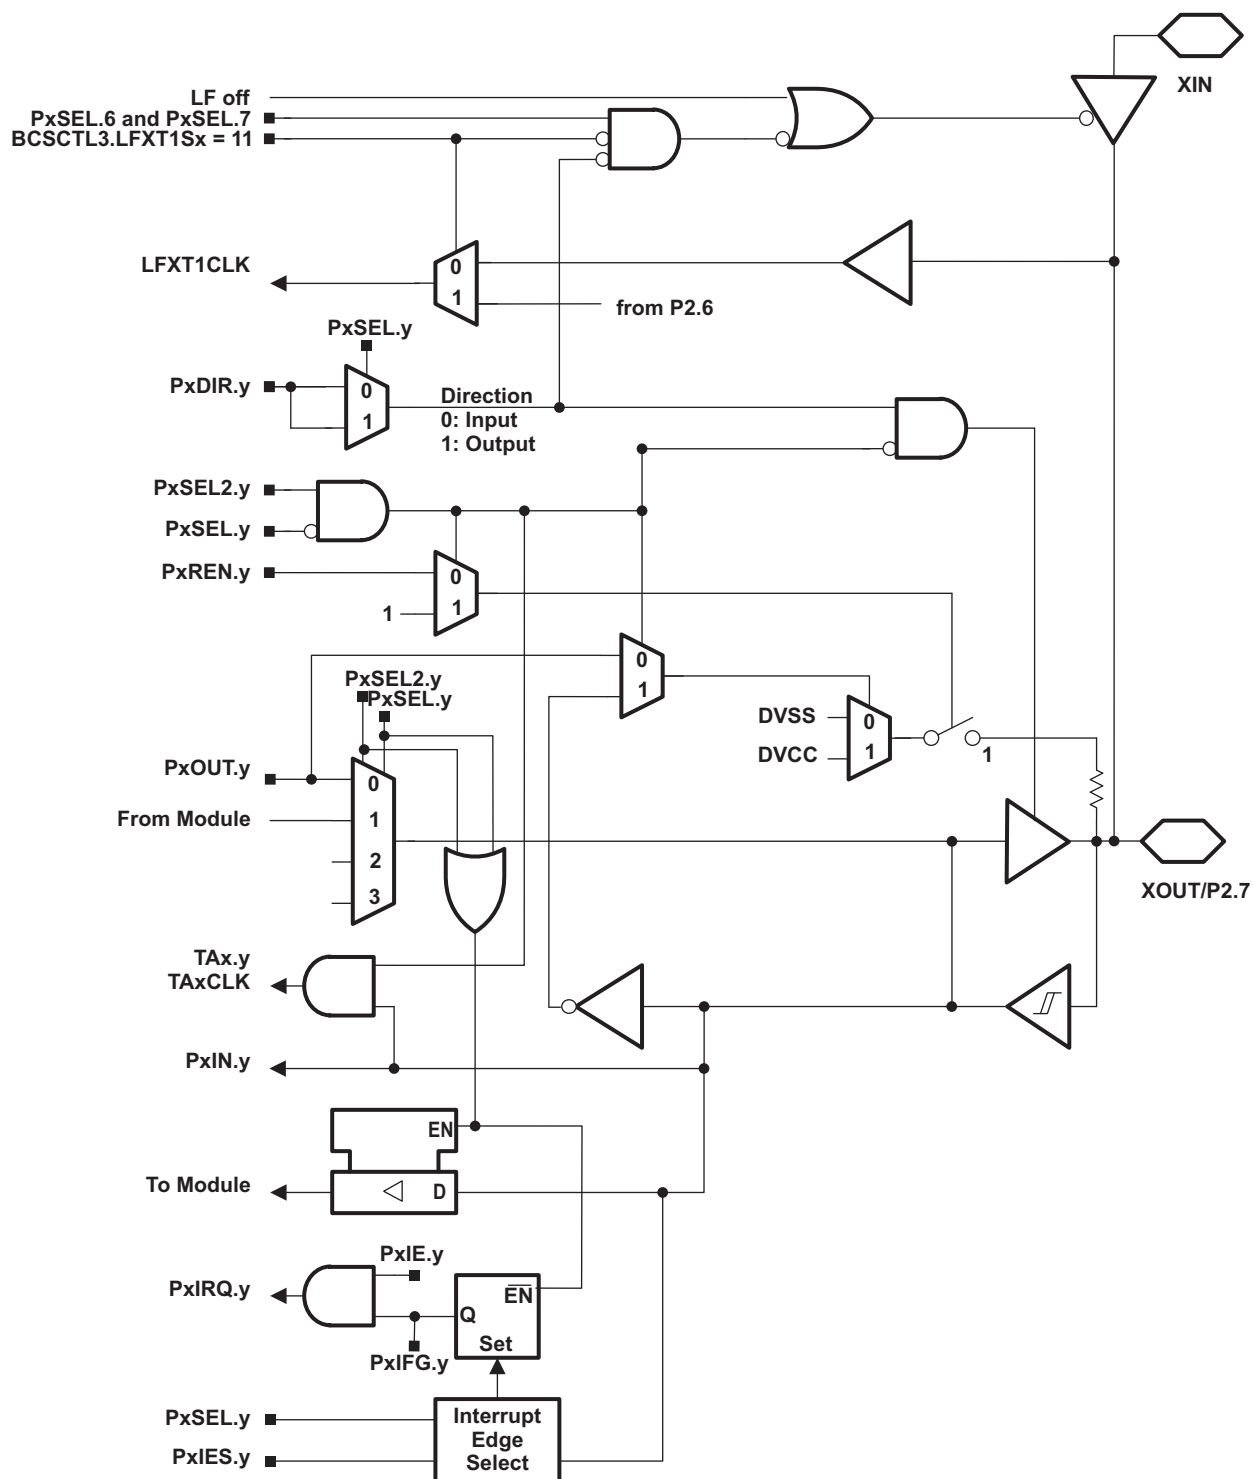 XIN
LF off
PxSEL.6 and PxSEL.7
BCSCTL3.LFXT1Sx = 11
LFXT1CLK
0
1
from P2.6
PxSEL.y
PxDIR.y
0
1
Direction
0: Input
1: Output
PxSEL2.y
PxSEL.y
PxREN.y
0
1
1
0
1
PxSEL2.y
PxSEL.y
DVSS
DVCC
0
1
1
PxOUT.y
From Module
0
1
2
3
XOUT/P2.7
TAx.y
TAxCLK
PxIN.y
EN
To Module
D
PxIE.y
PxIRQ.y
EN
Q
Set
PxIFG.y
PxSEL.y
PxIES.y
Interrupt
Edge
Select